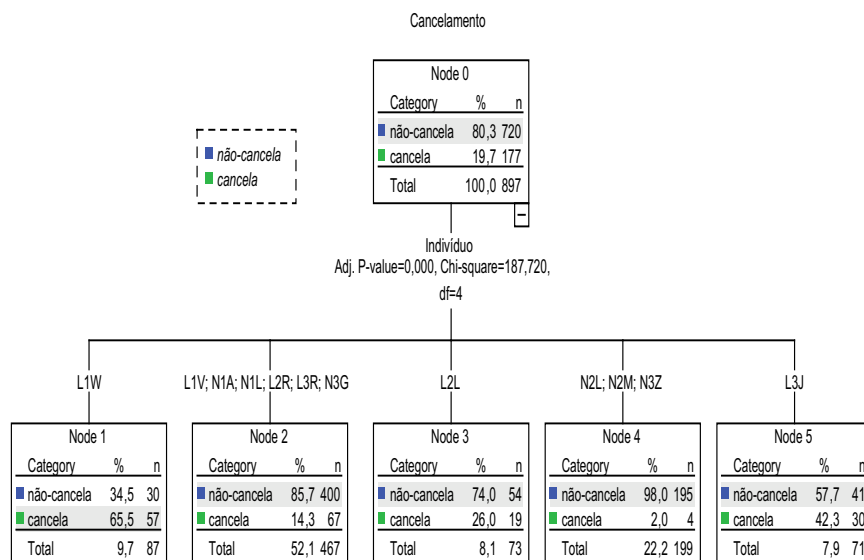 Cancelamento
Node 0
Category % n
não-cancela 80,3 720
cancela 19,7 177
Total 100,0 897
não-cancela
cancela
Indivíduo
Adj. P-value=0,000, Chi-square=187,720,
df=4
L1W
L1V; N1A; N1L; L2R; L3R; N3G
L2L
N2L; N2M; N3Z
L3J
Node 1
Category % n
não-cancela 34,5 30
cancela 65,5 57
Total 9,7 87
Node 2
Category % n
não-cancela 85,7 400
cancela 14,3 67
Total 52,1 467
Node 3
Category % n
não-cancela 74,0 54
cancela 26,0 19
Total 8,1 73
Node 4
Category % n
não-cancela 98,0 195
cancela 2,0 4
Total 22,2 199
Node 5
Category % n
não-cancela 57,7 41
cancela 42,3 30
Total 7,9 71